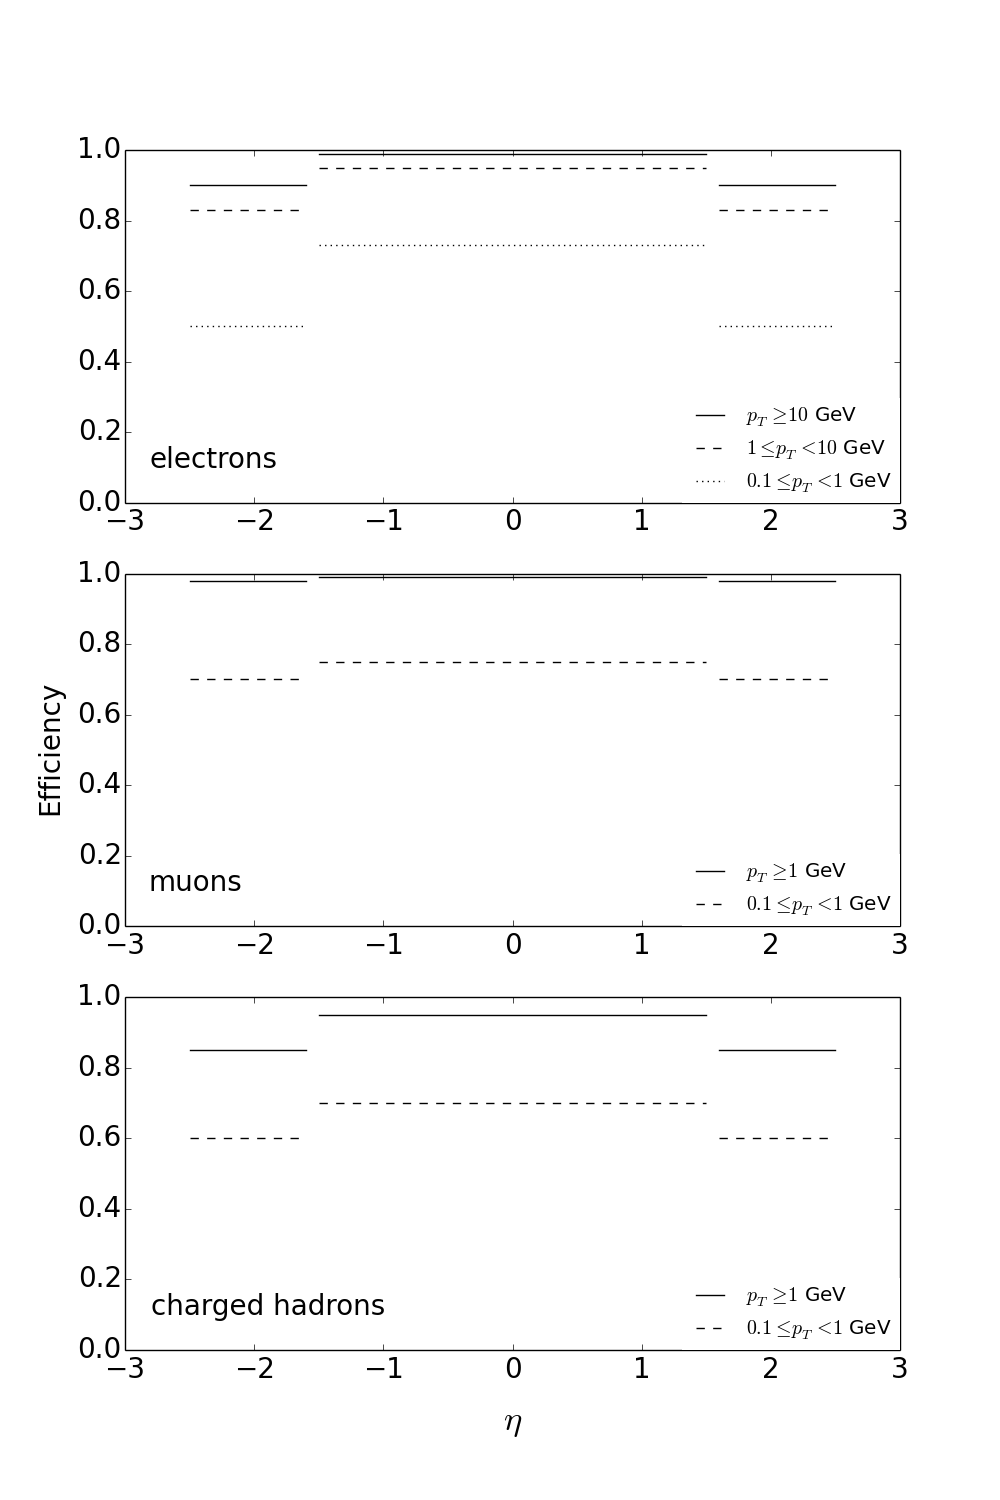 1.0
0.8
0.6
0.4
0.2
0.0
electrons
p_T ≥10 GeV
1≤p_T<10 GeV
0.1≤p_T<1 GeV
−3 −2 −1 0 1 2 3
1.0
0.8
0.6
0.4
0.2
0.0
Efficiency
muons
p_T ≥1 GeV
0.1≤p_T<1 GeV
−3 −2 −1 0 1 2 3
1.0
0.8
0.6
0.4
0.2
0.0
charged hadrons
p_T ≥1 GeV
0.1≤p_T<1 GeV
−3 −2 −1 0 1 2 3
η